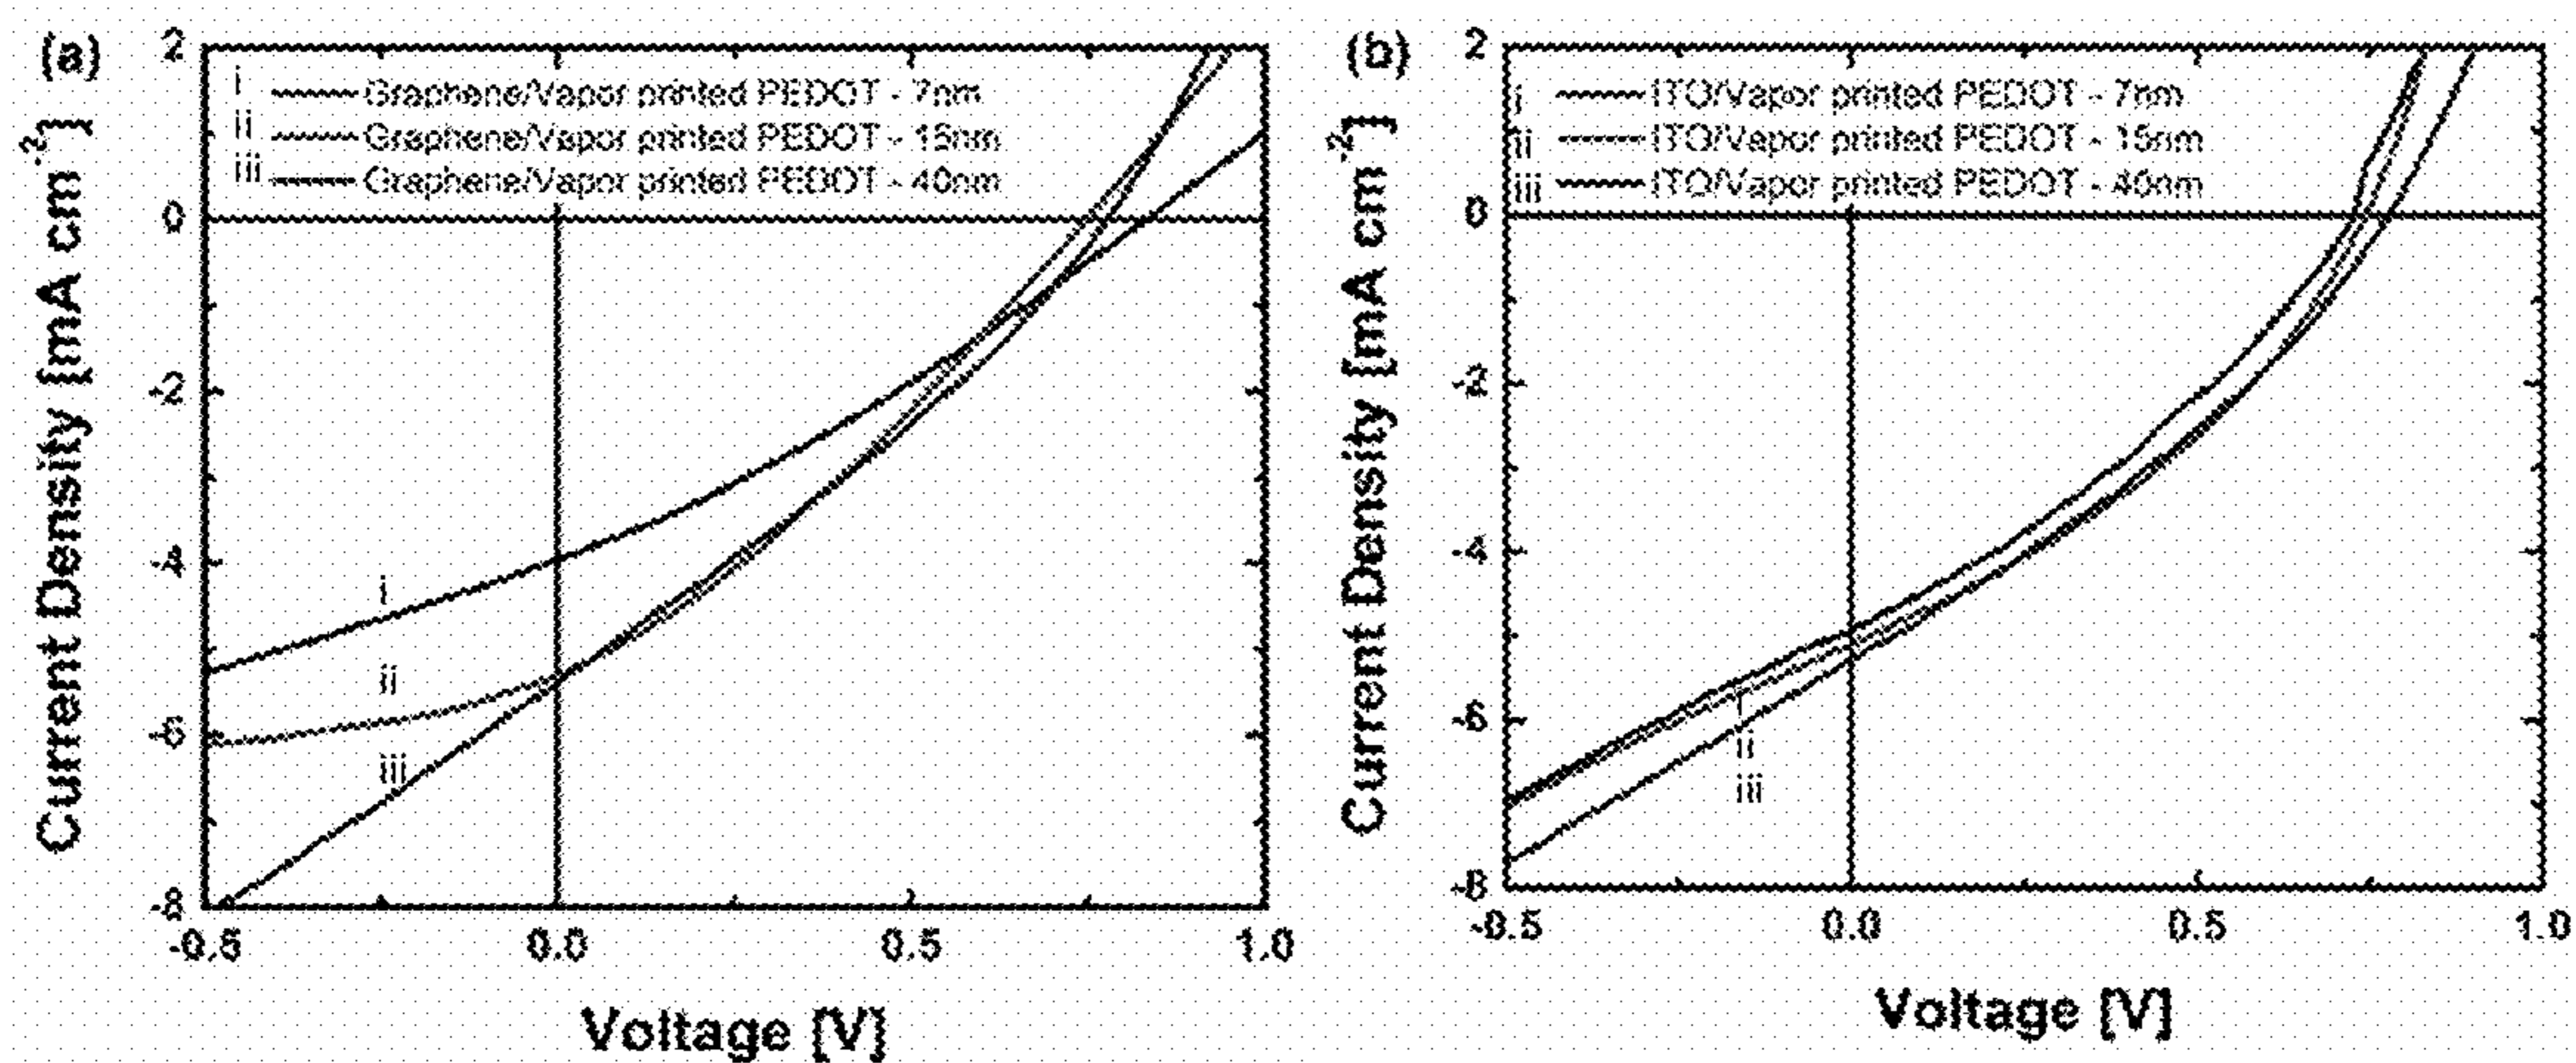 (a)
Current Density [mA cm-2]
2
0
-2
-4
-6
-8
i Graphene/Vapor printed PEDOT - 7nm
ii Graphene/Vapor printed PEDOT - 15nm
iii Graphene/Vapor printed PEDOT - 40nm
i
ii
iii
-0.5 0.0 0.5 1.0
Voltage [V]
(b)
Current Density [mA cm-2]
2
0
-2
-4
-6
-8
i ITO/Vapor printed PEDOT - 7nm
ii ITO/Vapor printed PEDOT - 15nm
iii ITO/Vapor printed PEDOT - 40nm
i
ii
iii
-0.5 0.0 0.5 1.0
Voltage [V]